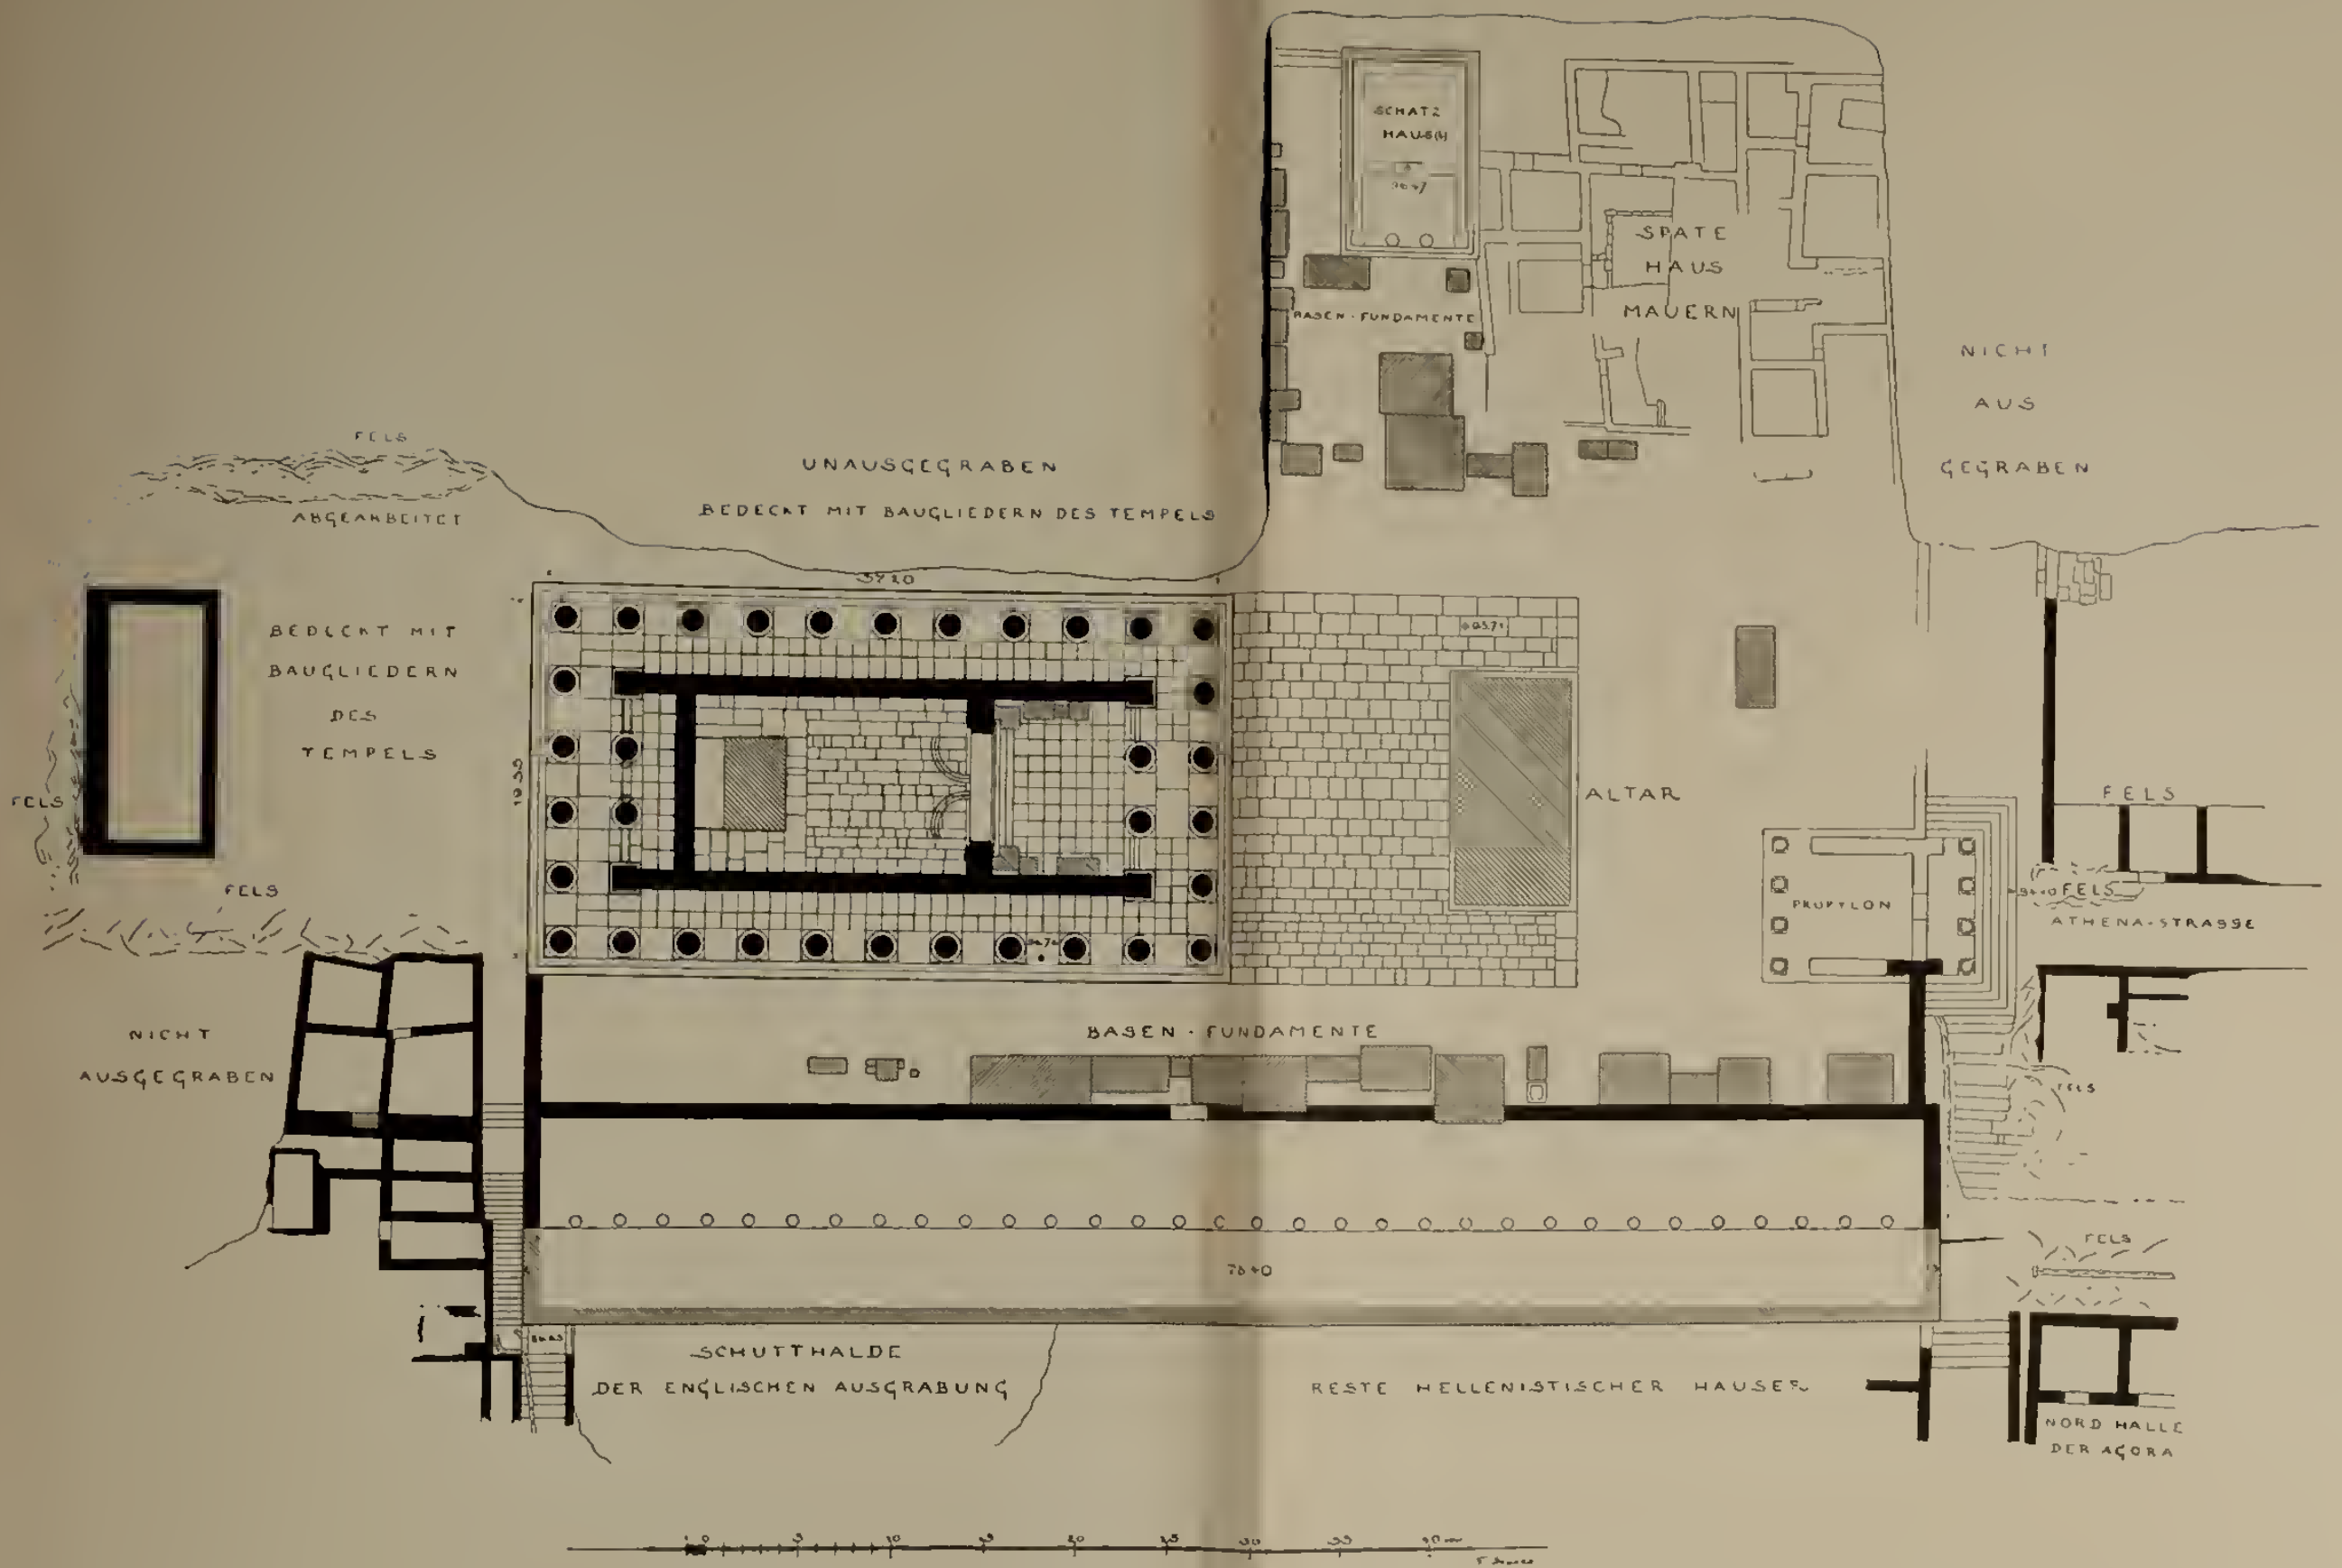 SCHATZ
HAUS(?)
SPATE
HAUS
MAUERN
BASEN-FUNDAMENTE
NICHT
AUS
GEGRABEN
FELS
ABGEARBEITET
UNAUSGEGRABEN
BEDECKT MIT BAUGLIEDERN DES TEMPELS
BEDECKT MIT
BAUGLIEDERN
DES
TEMPELS
FELS
FELS
ALTAR
PROPYLON
FELS
FELS
ATHENA-STRASSE
NICHT
AUSGEGRABEN
BASEN-FUNDAMENTE
FELS
FELS
7840
SCHUTTHALDE
DER ENGLISCHEN AUSGRABUNG
RESTE HELLENISTISCHER HAUSER
NORD HALLE
DER AGORA